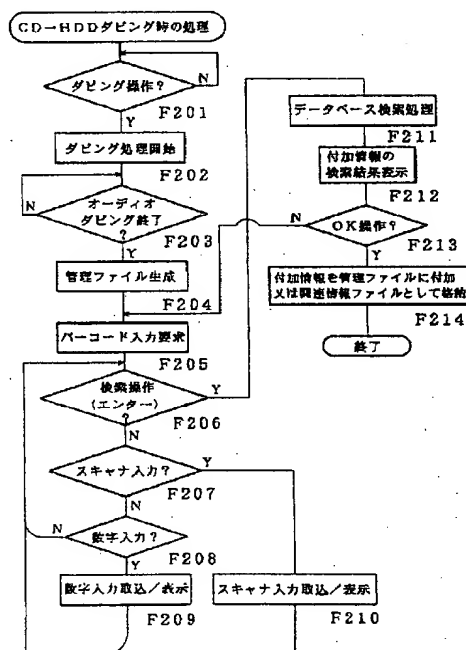 CD→HDDダビング時の処理
ダビング操作?
N
F201
Y
ダビング処理開始
F202
オーディオ
ダビング終了
?
N
F203
Y
管理ファイル生成
F204
バーコード入力要求
F205
検索操作
(エンター)
?
Y
F206
N
スキャナ入力?
Y
F207
N
数字入力?
N
F208
Y
数字入力取込/表示
F209
スキャナ入力取込/表示
F210
データベース検索処理
F211
付加情報の
検索結果表示
F212
OK操作?
N
F213
Y
付加情報を管理ファイルに付加
又は関連情報ファイルとして格納
F214
終了